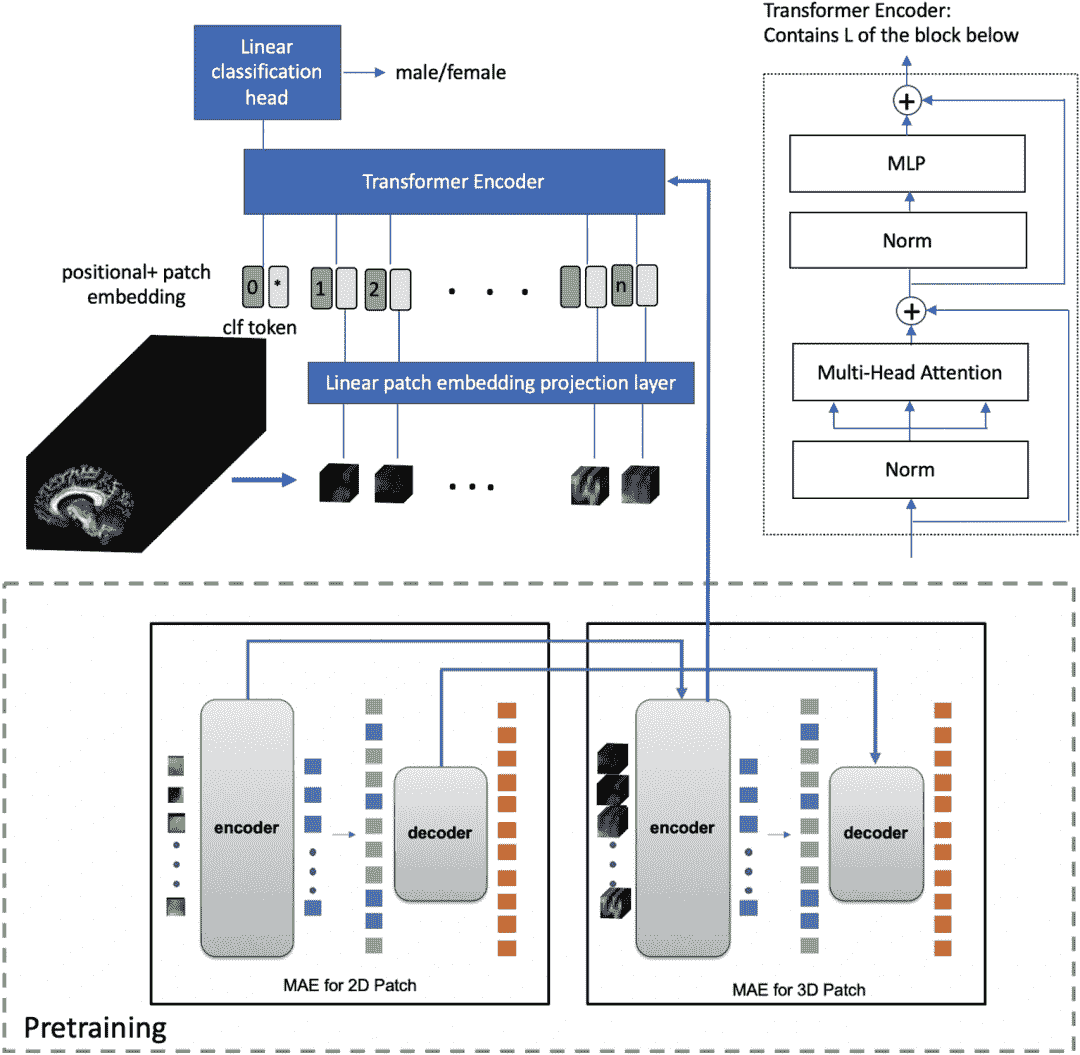 Transformer Encoder:
Contains L of the block below
Linear
classification
head
male/female
Transformer Encoder
positional+ patch
embedding
0 * 1 2 . . . n
clf token
Linear patch embedding projection layer
. . .
+
MLP
Norm
+
Multi-Head Attention
Norm
encoder
decoder
MAE for 2D Patch
encoder
decoder
MAE for 3D Patch
Pretraining